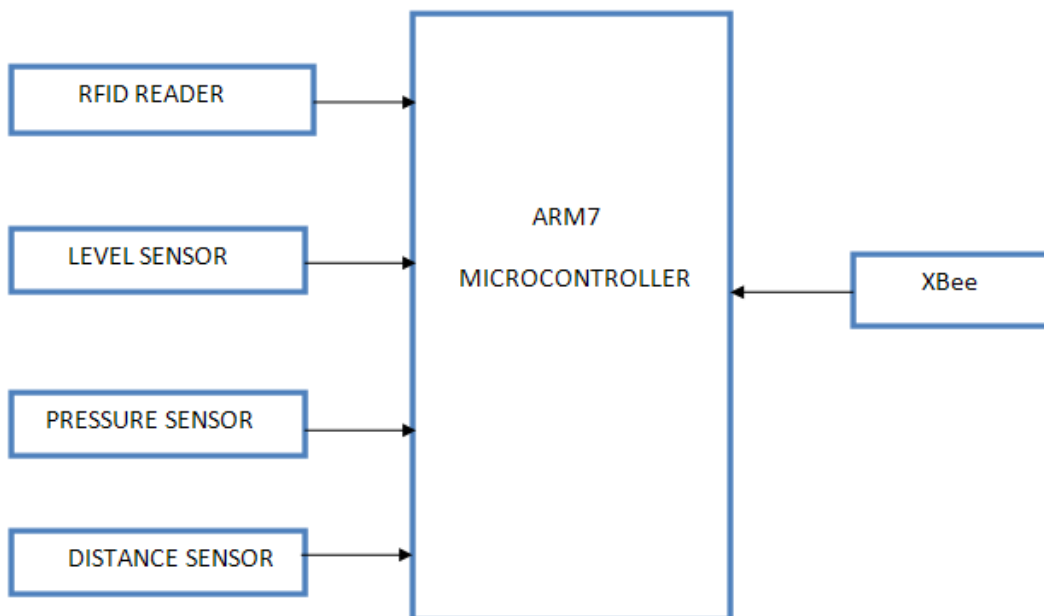 RFID READER
LEVEL SENSOR
PRESSURE SENSOR
DISTANCE SENSOR
ARM7
MICROCONTROLLER
XBee